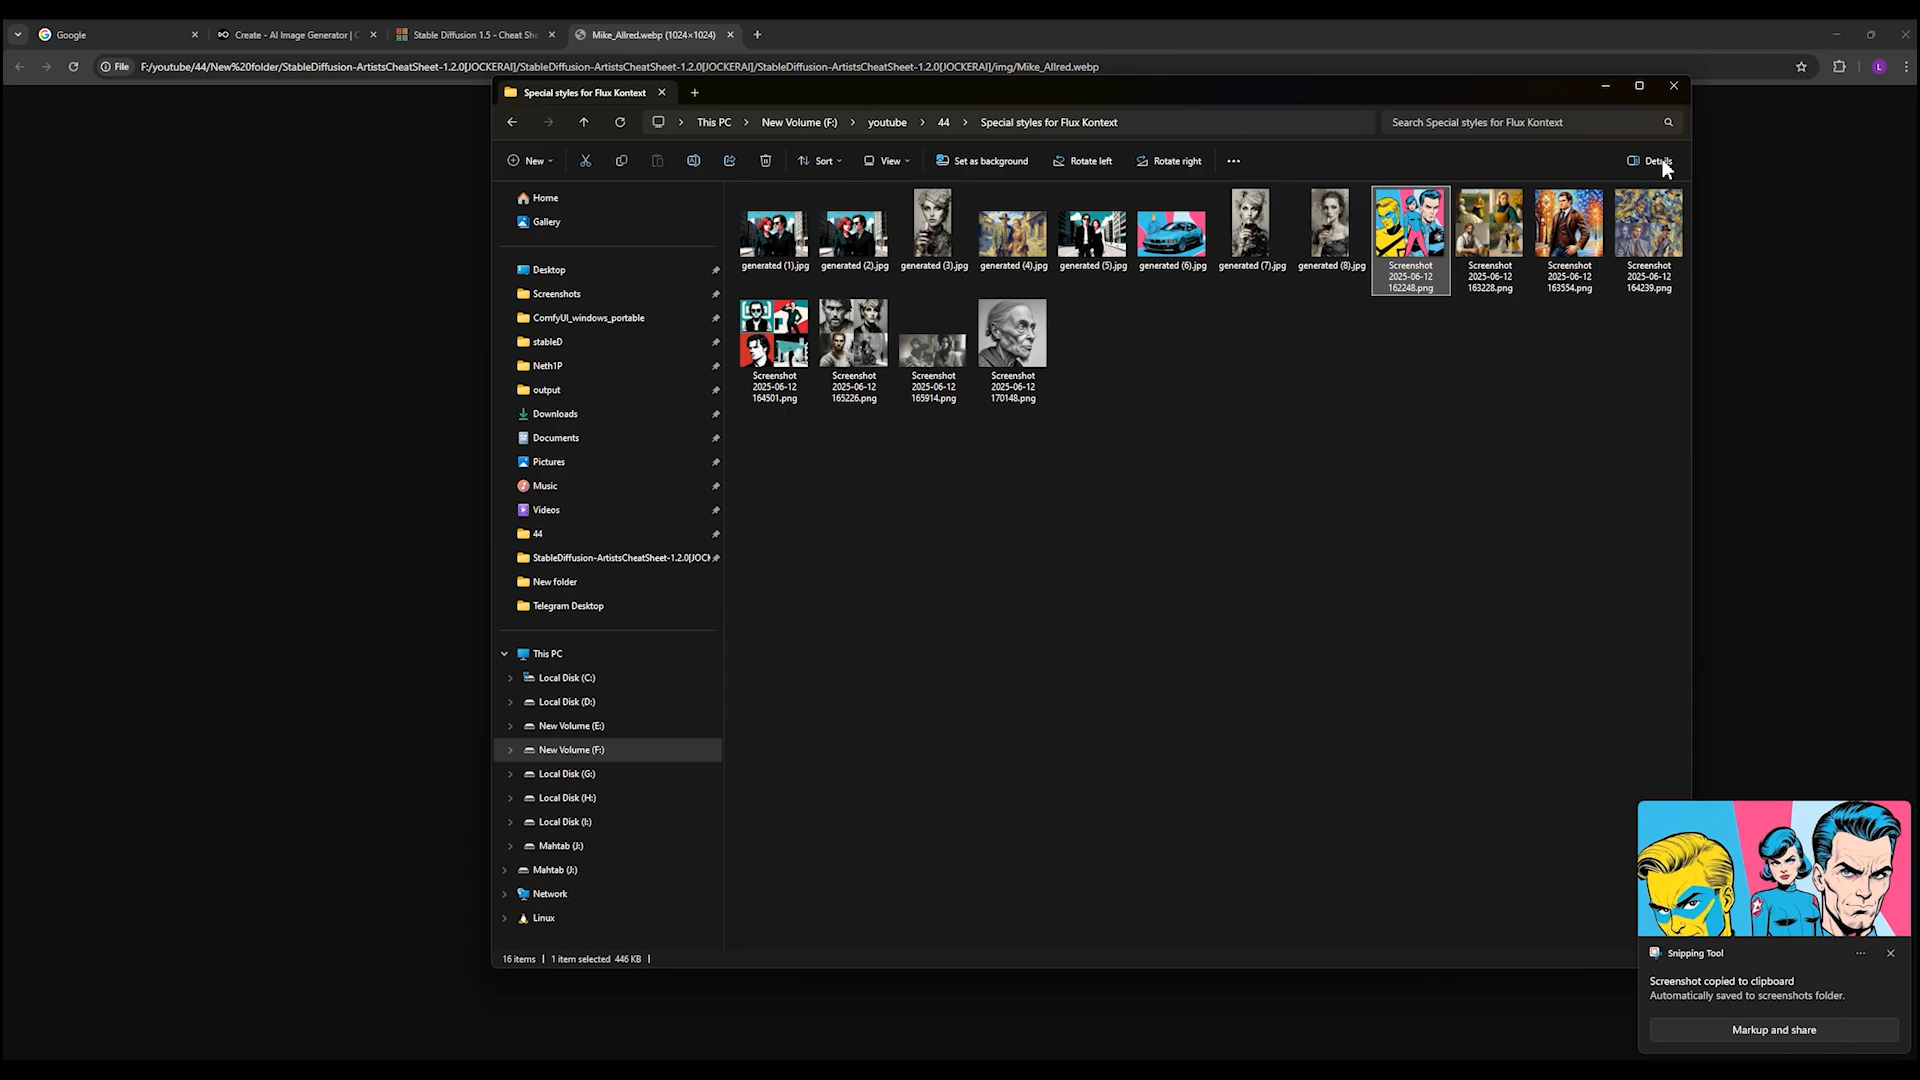 Google
Create - AI Image Generator |
Stable Diffusion 1.5 - Cheat She
Mike_Allred.webp (1024×1024)
File
F:/youtube/44/New%20folder/StableDiffusion-ArtistsCheatSheet-1.2.0[JOCKERAI]/StableDiffusion-ArtistsCheatSheet-1.2.0[JOCKERAI]/StableDiffusion-ArtistsCheatSheet-1.2.0[JOCKERAI]/img/Mike_Allred.webp
L
Special styles for Flux Kontext
This PC
New Volume (F:)
youtube
44
Special styles for Flux Kontext
Search Special styles for Flux Kontext
New
Sort
View
Set as background
Rotate left
Rotate right
Details
Home
Gallery
Desktop
Screenshots
ComfyUI_windows_portable
stableD
Neth1P
output
Downloads
Documents
Pictures
Music
Videos
44
StableDiffusion-ArtistsCheatSheet-1.2.0[JOCK
New folder
Telegram Desktop
This PC
Local Disk (C:)
Local Disk (D:)
New Volume (E:)
New Volume (F:)
Local Disk (G:)
Local Disk (H:)
Local Disk (I:)
Mahtab (J:)
Mahtab (J:)
Network
Linux
generated (1).jpg
generated (2).jpg
generated (3).jpg
generated (4).jpg
generated (5).jpg
generated (6).jpg
generated (7).jpg
generated (8).jpg
Screenshot
2025-06-12
162248.png
Screenshot
2025-06-12
163228.png
Screenshot
2025-06-12
163554.png
Screenshot
2025-06-12
164239.png
Screenshot
2025-06-12
164501.png
Screenshot
2025-06-12
165226.png
Screenshot
2025-06-12
165914.png
Screenshot
2025-06-12
170148.png
16 items
1 item selected 446 KB
Snipping Tool
Screenshot copied to clipboard
Automatically saved to screenshots folder.
Markup and share